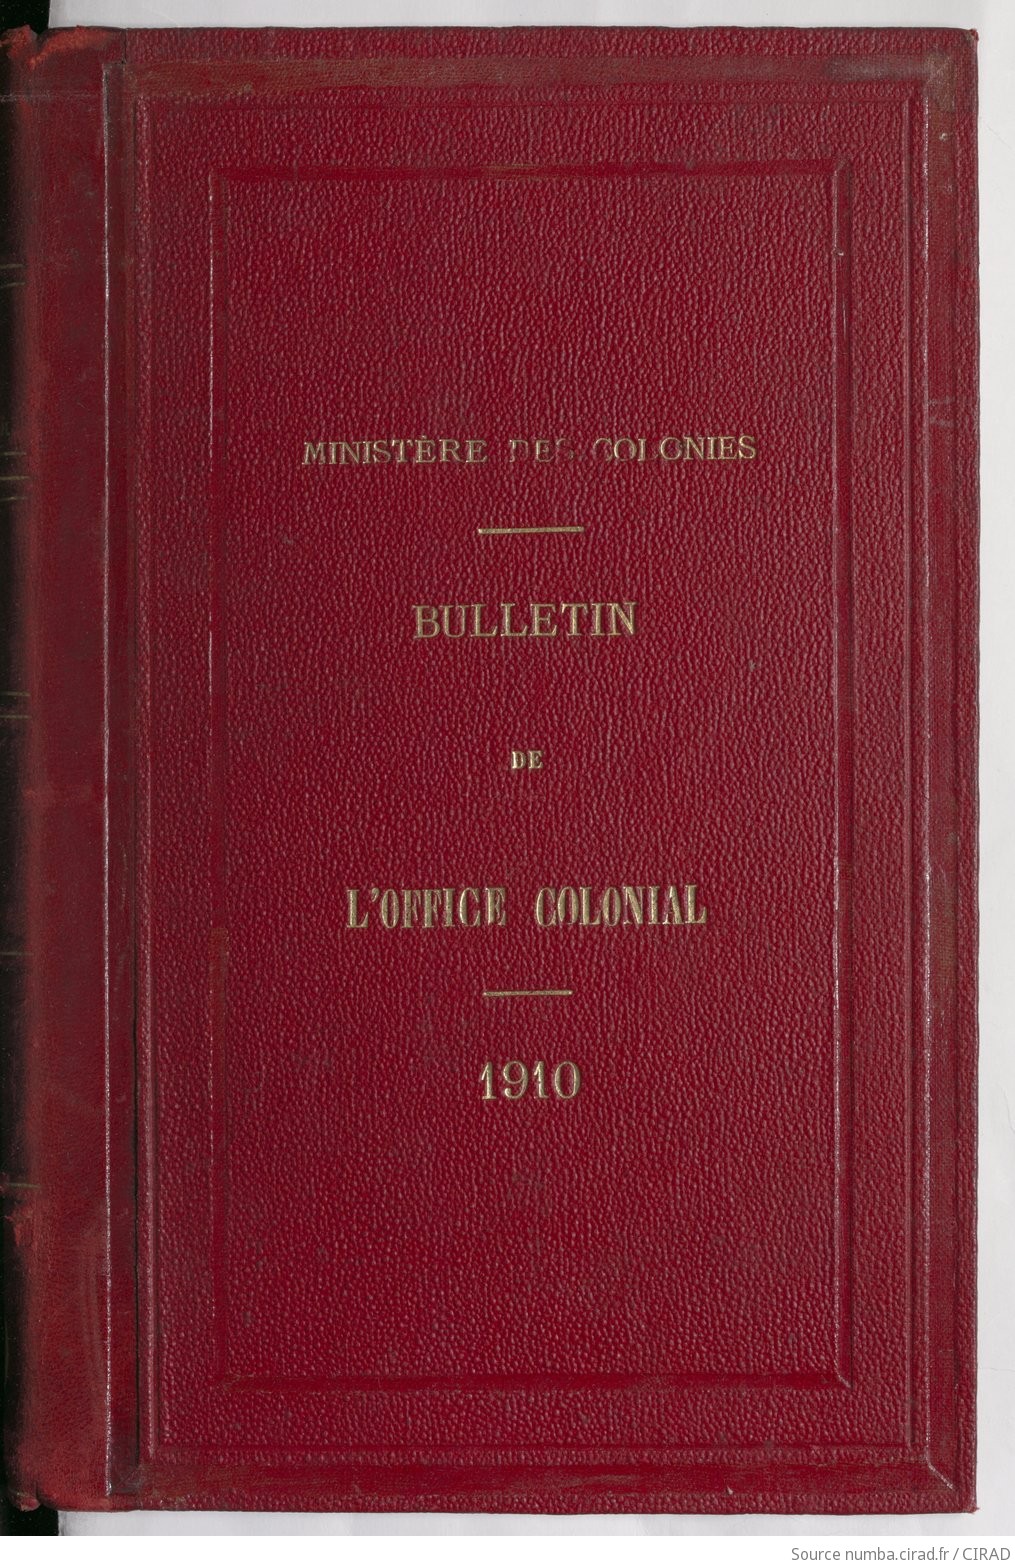 MINISTÈRE DES COLONIES
BULLETIN
DE
L'OFFICE COLONIAL
1910
Source numba.cirad.fr / CIRAD